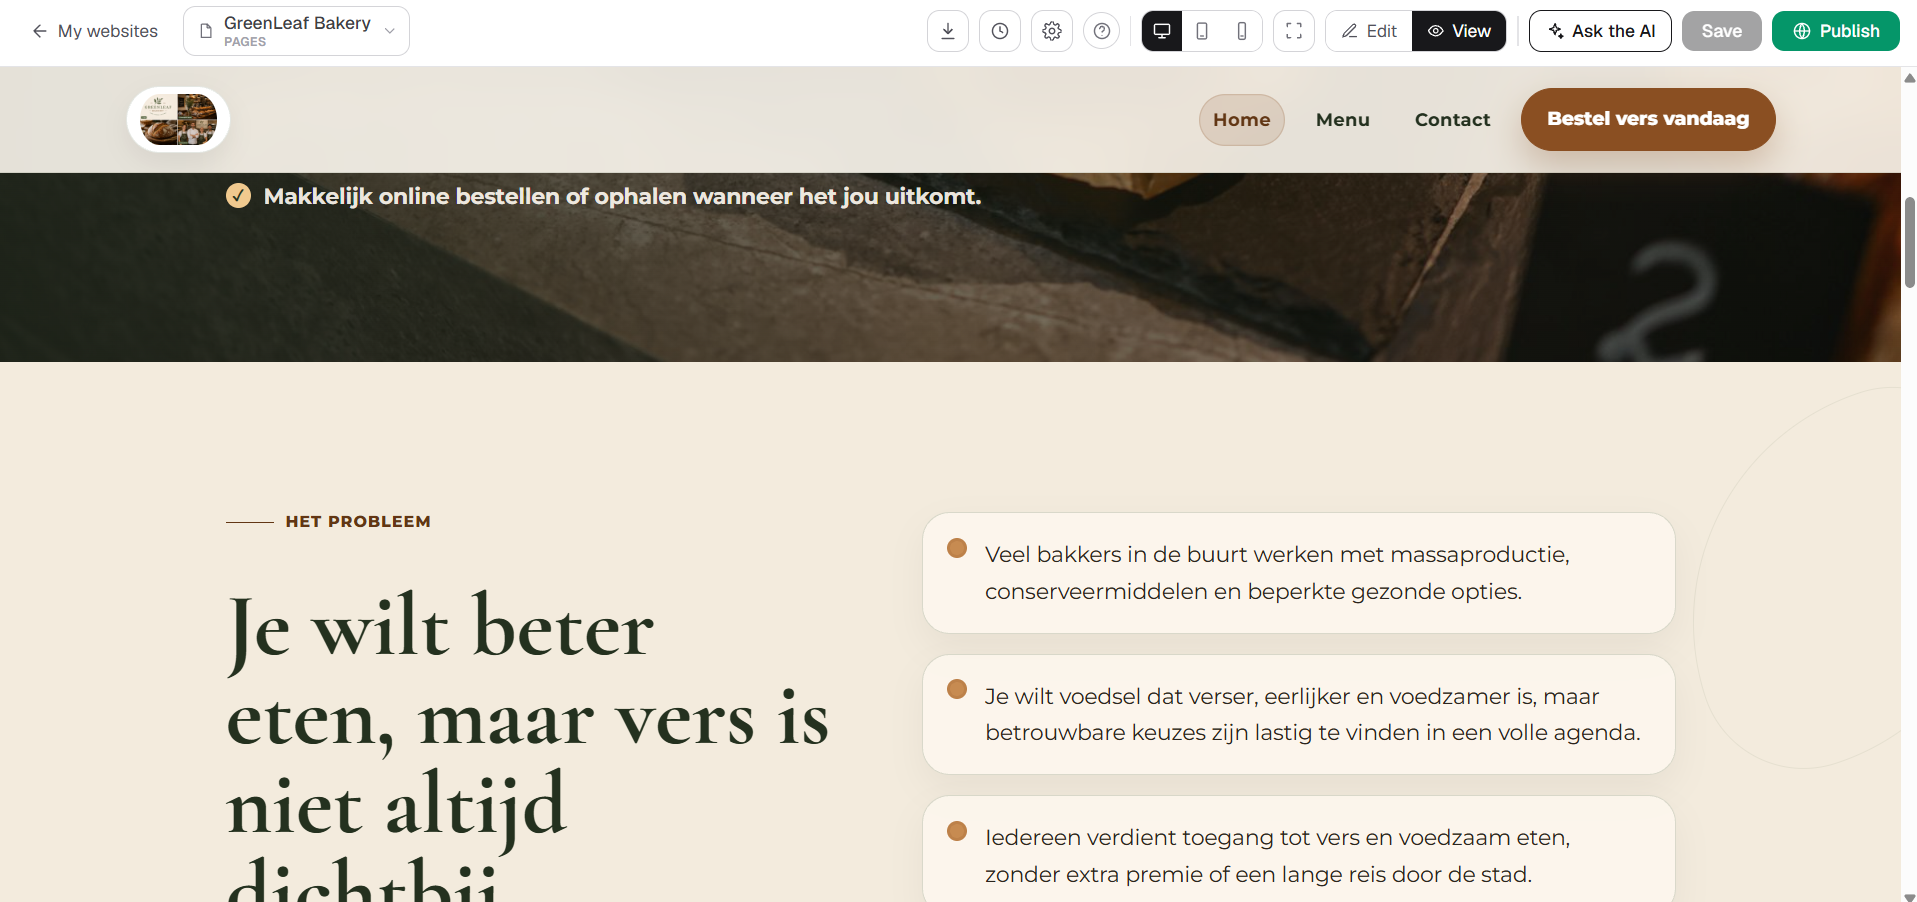 My websites
GreenLeaf Bakery
PAGES
Edit
View
Ask the AI
Save
Publish
Home
Menu
Contact
Bestel vers vandaag
Makkelijk online bestellen of ophalen wanneer het jou uitkomt.
HET PROBLEEM
Je wilt beter
eten, maar vers is
niet altijd
dichtbij
Veel bakkers in de buurt werken met massaproductie,
conserveermiddelen en beperkte gezonde opties.
Je wilt voedsel dat verser, eerlijker en voedzamer is, maar
betrouwbare keuzes zijn lastig te vinden in een volle agenda.
Iedereen verdient toegang tot vers en voedzaam eten,
zonder extra premie of een lange reis door de stad.